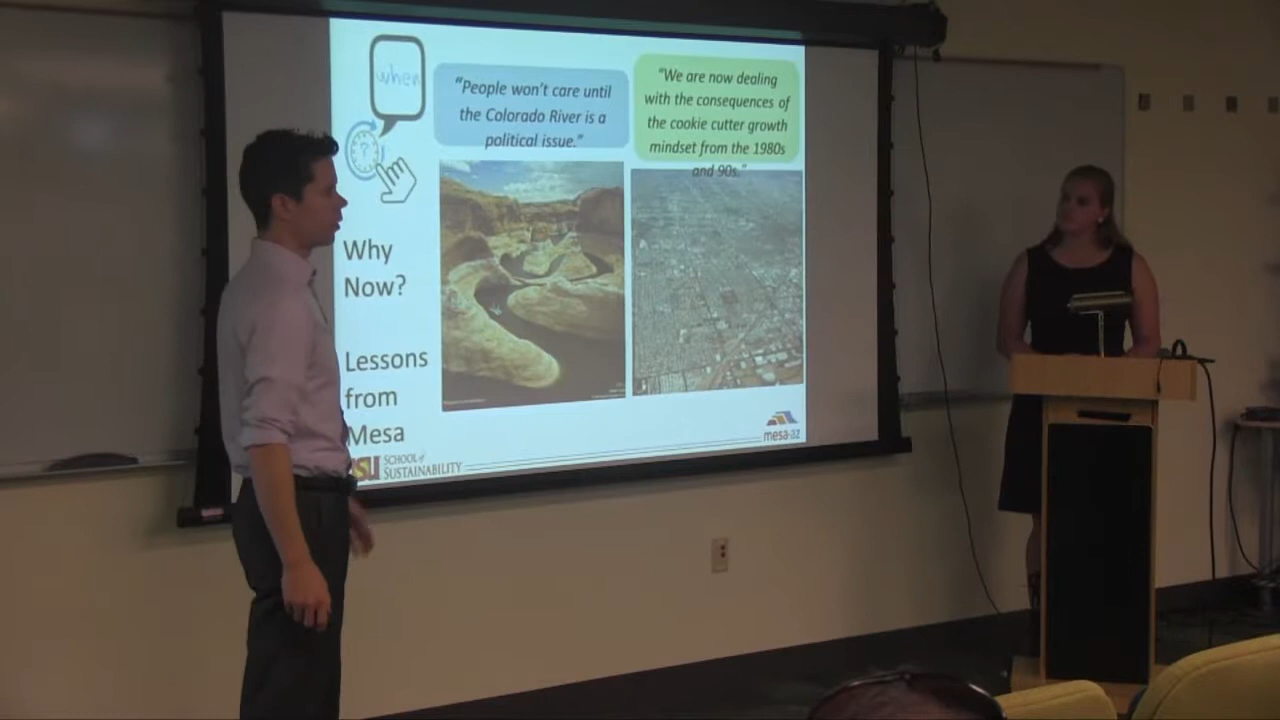 when
?
"People won't care until
the Colorado River is a
political issue."
"We are now dealing
with the consequences of
the cookie cutter growth
mindset from the 1980s
and 90s."
Why
Now?
Lessons
from
Mesa
SCHOOL of
SUSTAINABILITY
mesa·az